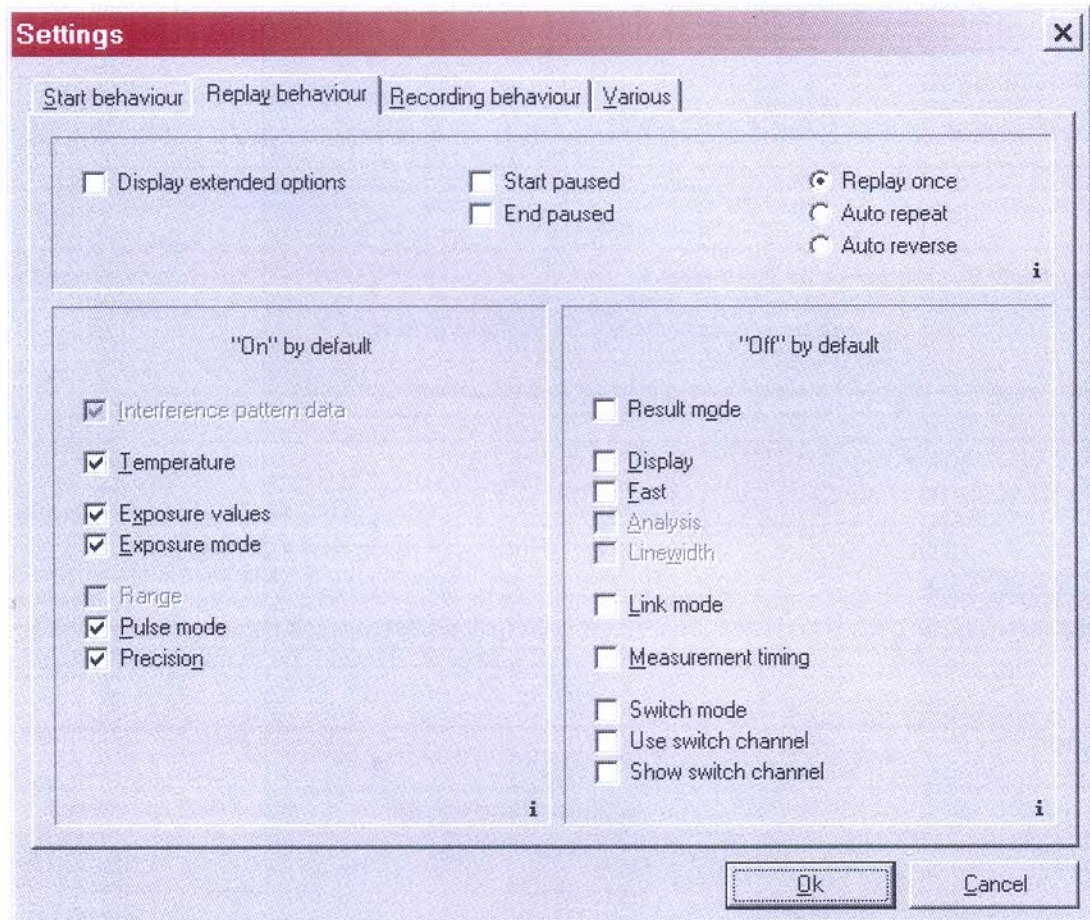 Settings
Start behaviour Replay behaviour Recording behaviour Various
Display extended options
Start paused
End paused
Replay once
Auto repeat
Auto reverse
i
"On" by default
Interference pattern data
Temperature
Exposure values
Exposure mode
Range
Pulse mode
Precision
i
"Off" by default
Result mode
Display
Fast
Analysis
Linewidth
Link mode
Measurement timing
Switch mode
Use switch channel
Show switch channel
i
Ok Cancel